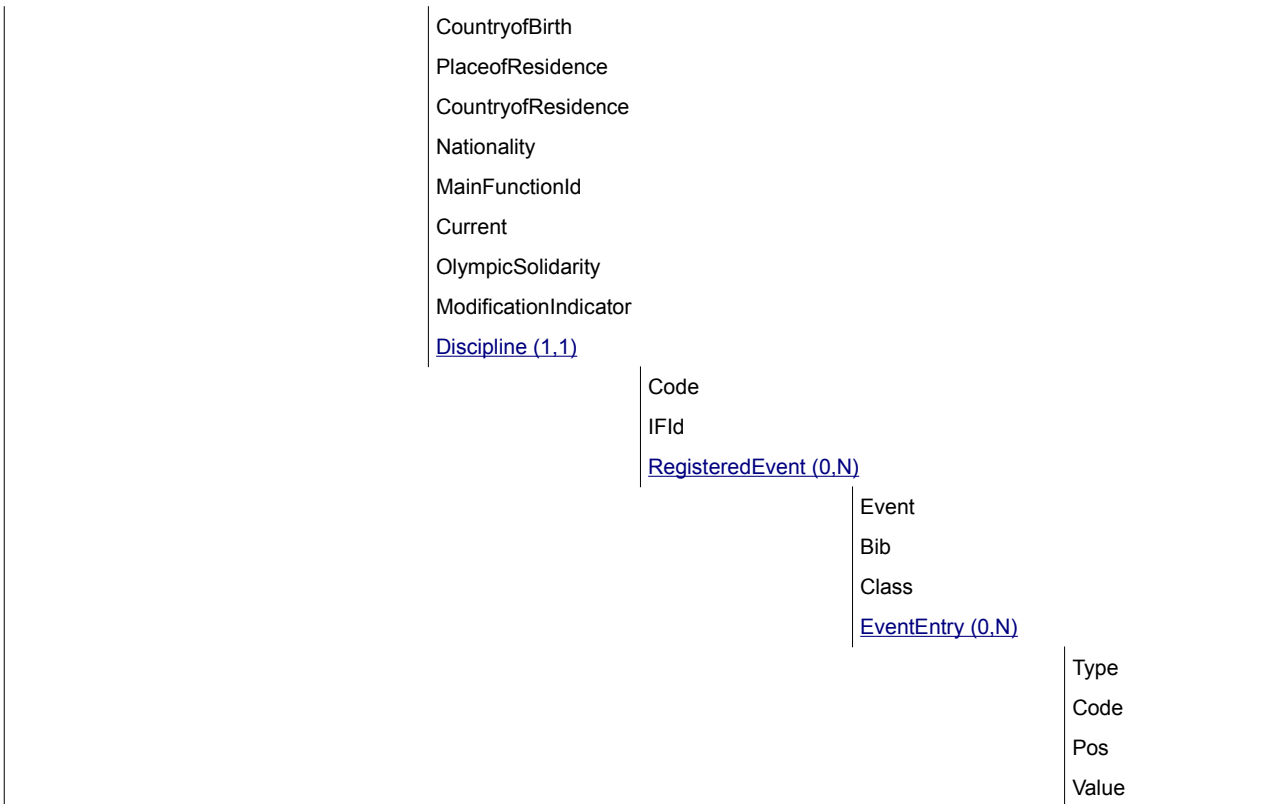 CountryofBirth
PlaceofResidence
CountryofResidence
Nationality
MainFunctionId
Current
OlympicSolidarity
ModificationIndicator
Discipline (1,1)
Code
IFId
RegisteredEvent (0,N)
Event
Bib
Class
EventEntry (0,N)
Type
Code
Pos
Value